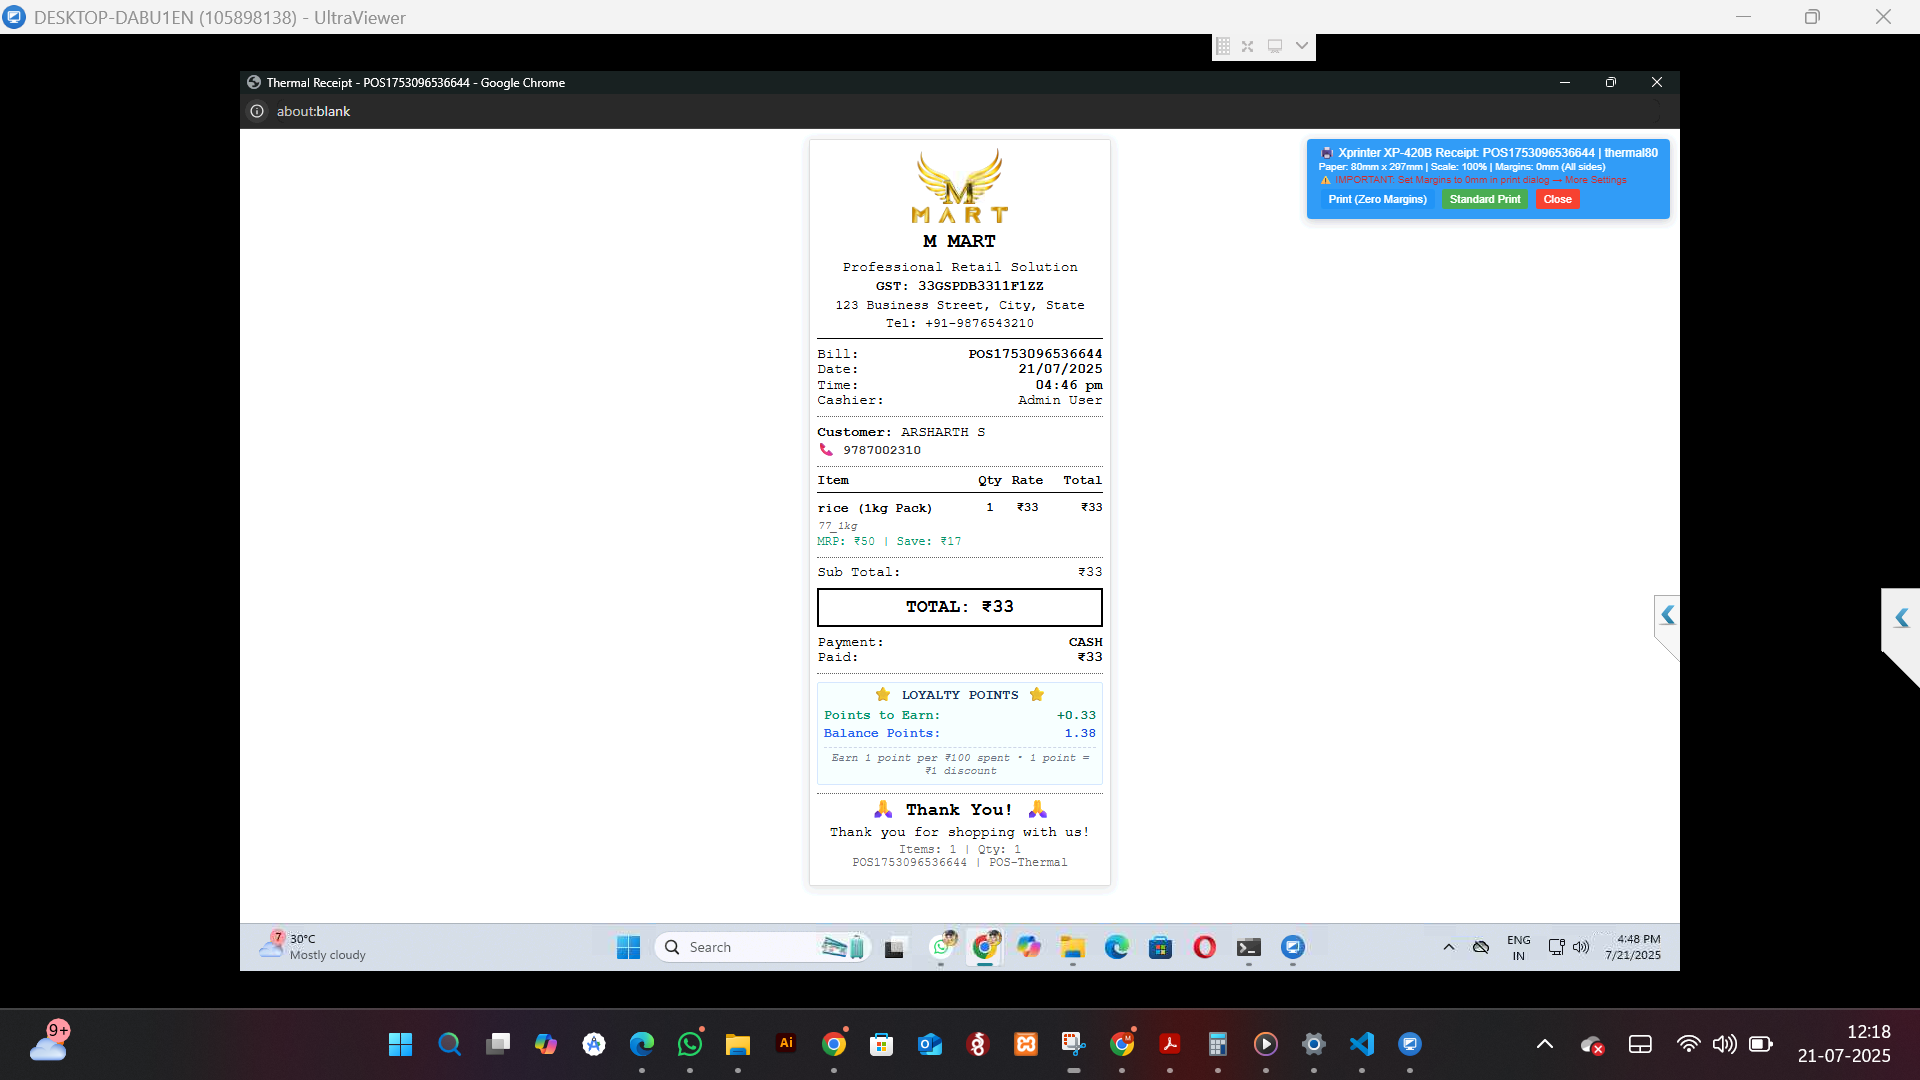 DESKTOP-DABU1EN (105898138) - UltraViewer
Thermal Receipt - POS1753096536644 - Google Chrome
about:blank
M
MART
M MART
Professional Retail Solution
GST: 33GSPDB3311F1ZZ
123 Business Street, City, State
Tel: +91-9876543210
Bill: POS1753096536644
Date: 21/07/2025
Time: 04:46 pm
Cashier: Admin User
Customer: ARSHARTH S
9787002310
Item Qty Rate Total
rice (1kg Pack) 1 ₹33 ₹33
77_1kg
MRP: ₹50 | Save: ₹17
Sub Total: ₹33
TOTAL: ₹33
Payment: CASH
Paid: ₹33
LOYALTY POINTS
Points to Earn: +0.33
Balance Points: 1.38
Earn 1 point per ₹100 spent • 1 point =
₹1 discount
Thank You!
Thank you for shopping with us!
Items: 1 | Qty: 1
POS1753096536644 | POS-Thermal
Xprinter XP-420B Receipt: POS1753096536644 | thermal80
Paper: 80mm x 297mm | Scale: 100% | Margins: 0mm (All sides)
IMPORTANT: Set Margins to 0mm in print dialog → More Settings
Print (Zero Margins) Standard Print Close
7
30°C
Mostly cloudy
Search
ENG
IN
4:48 PM
7/21/2025
9+
Ai
M
12:18
21-07-2025